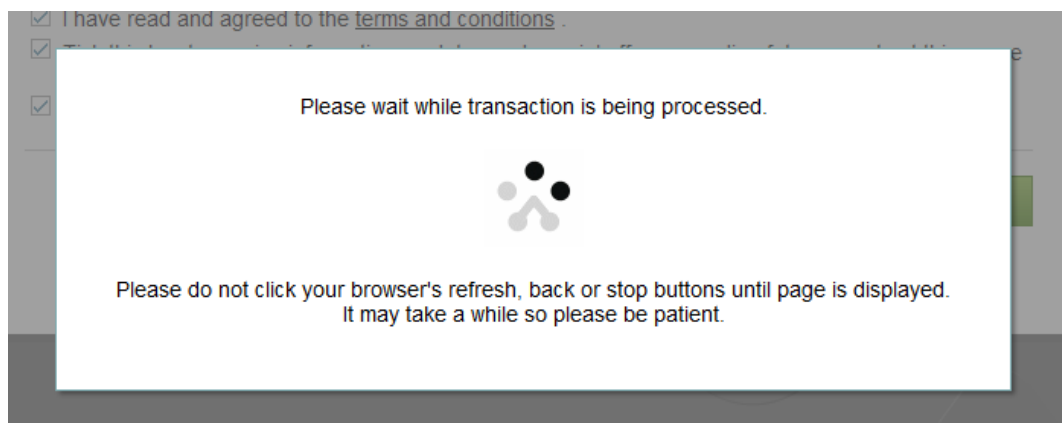 I have read and agreed to the terms and conditions .
e
Please wait while transaction is being processed.
Please do not click your browser's refresh, back or stop buttons until page is displayed.
It may take a while so please be patient.